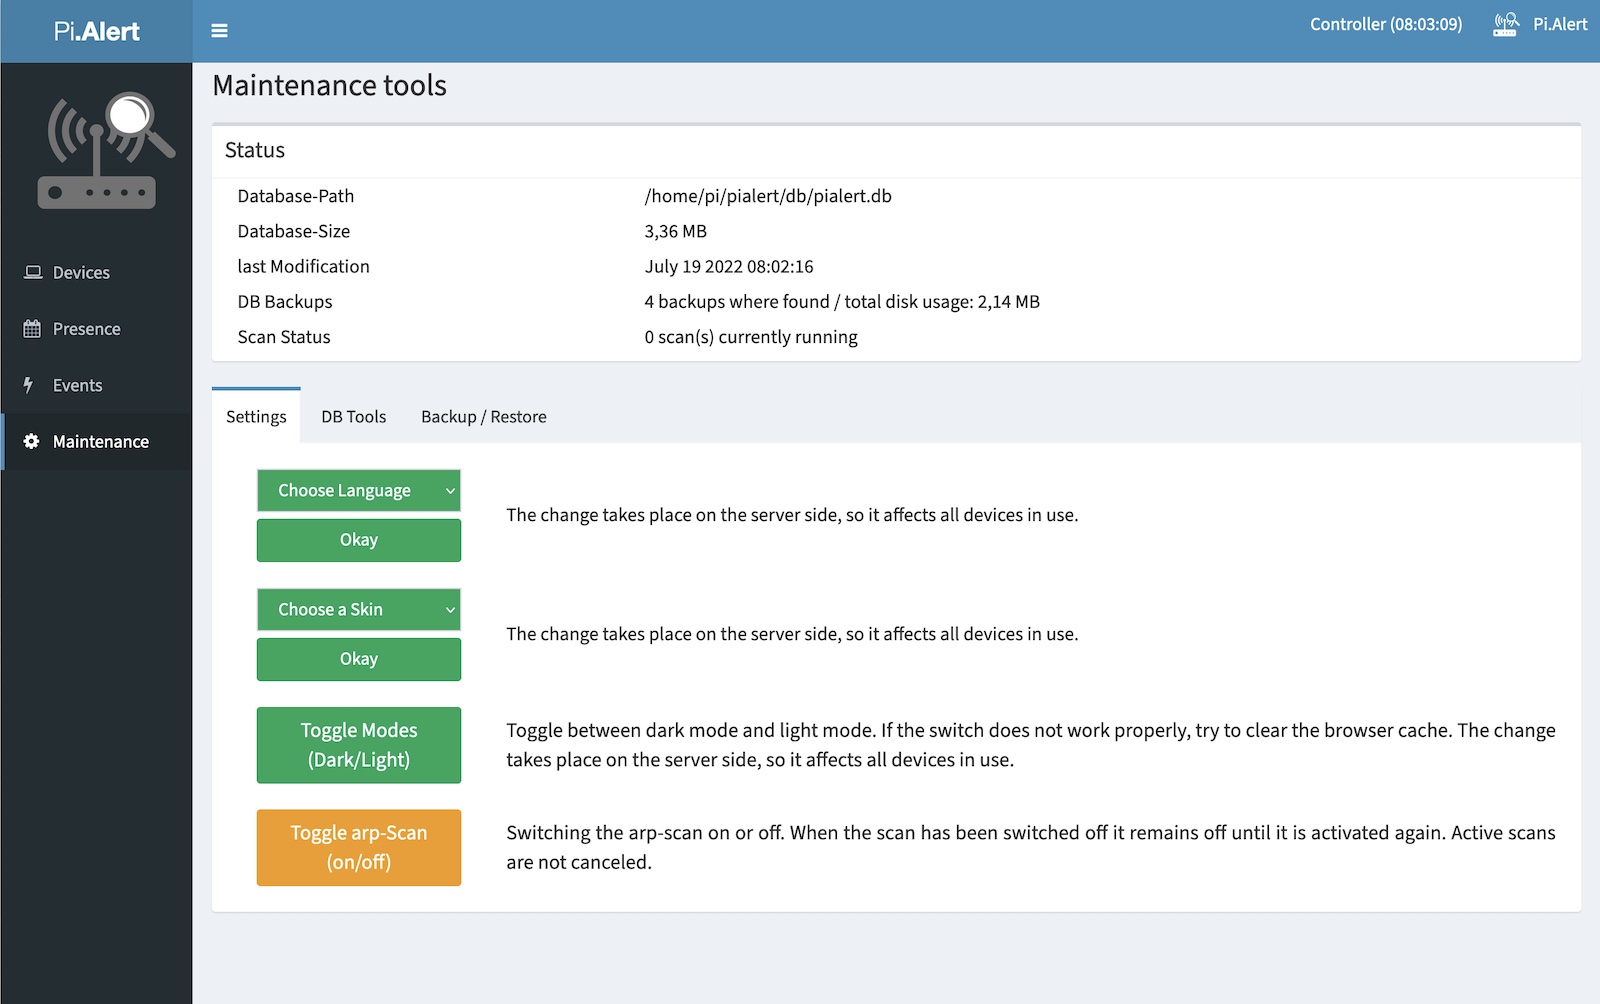 Pi.Alert
Controller (08:03:09)
Pi.Alert
Maintenance tools
Status
Database-Path /home/pi/pialert/db/pialert.db
Database-Size 3,36 MB
last Modification July 19 2022 08:02:16
DB Backups 4 backups where found / total disk usage: 2,14 MB
Scan Status 0 scan(s) currently running
Devices
Presence
Events
Maintenance
Settings DB Tools Backup / Restore
Choose Language
Okay
The change takes place on the server side, so it affects all devices in use.
Choose a Skin
Okay
The change takes place on the server side, so it affects all devices in use.
Toggle Modes
(Dark/Light)
Toggle between dark mode and light mode. If the switch does not work properly, try to clear the browser cache. The change
takes place on the server side, so it affects all devices in use.
Toggle arp-Scan
(on/off)
Switching the arp-scan on or off. When the scan has been switched off it remains off until it is activated again. Active scans
are not canceled.